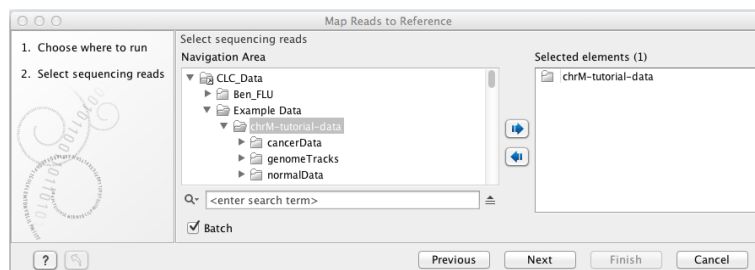 Map Reads to Reference
1. Choose where to run
2. Select sequencing reads
Select sequencing reads
Navigation Area
CLC_Data
Ben_FLU
Example Data
chrM-tutorial-data
cancerData
genomeTracks
normalData
<enter search term>
Batch
Selected elements (1)
chrM-tutorial-data
?
Previous
Next
Finish
Cancel